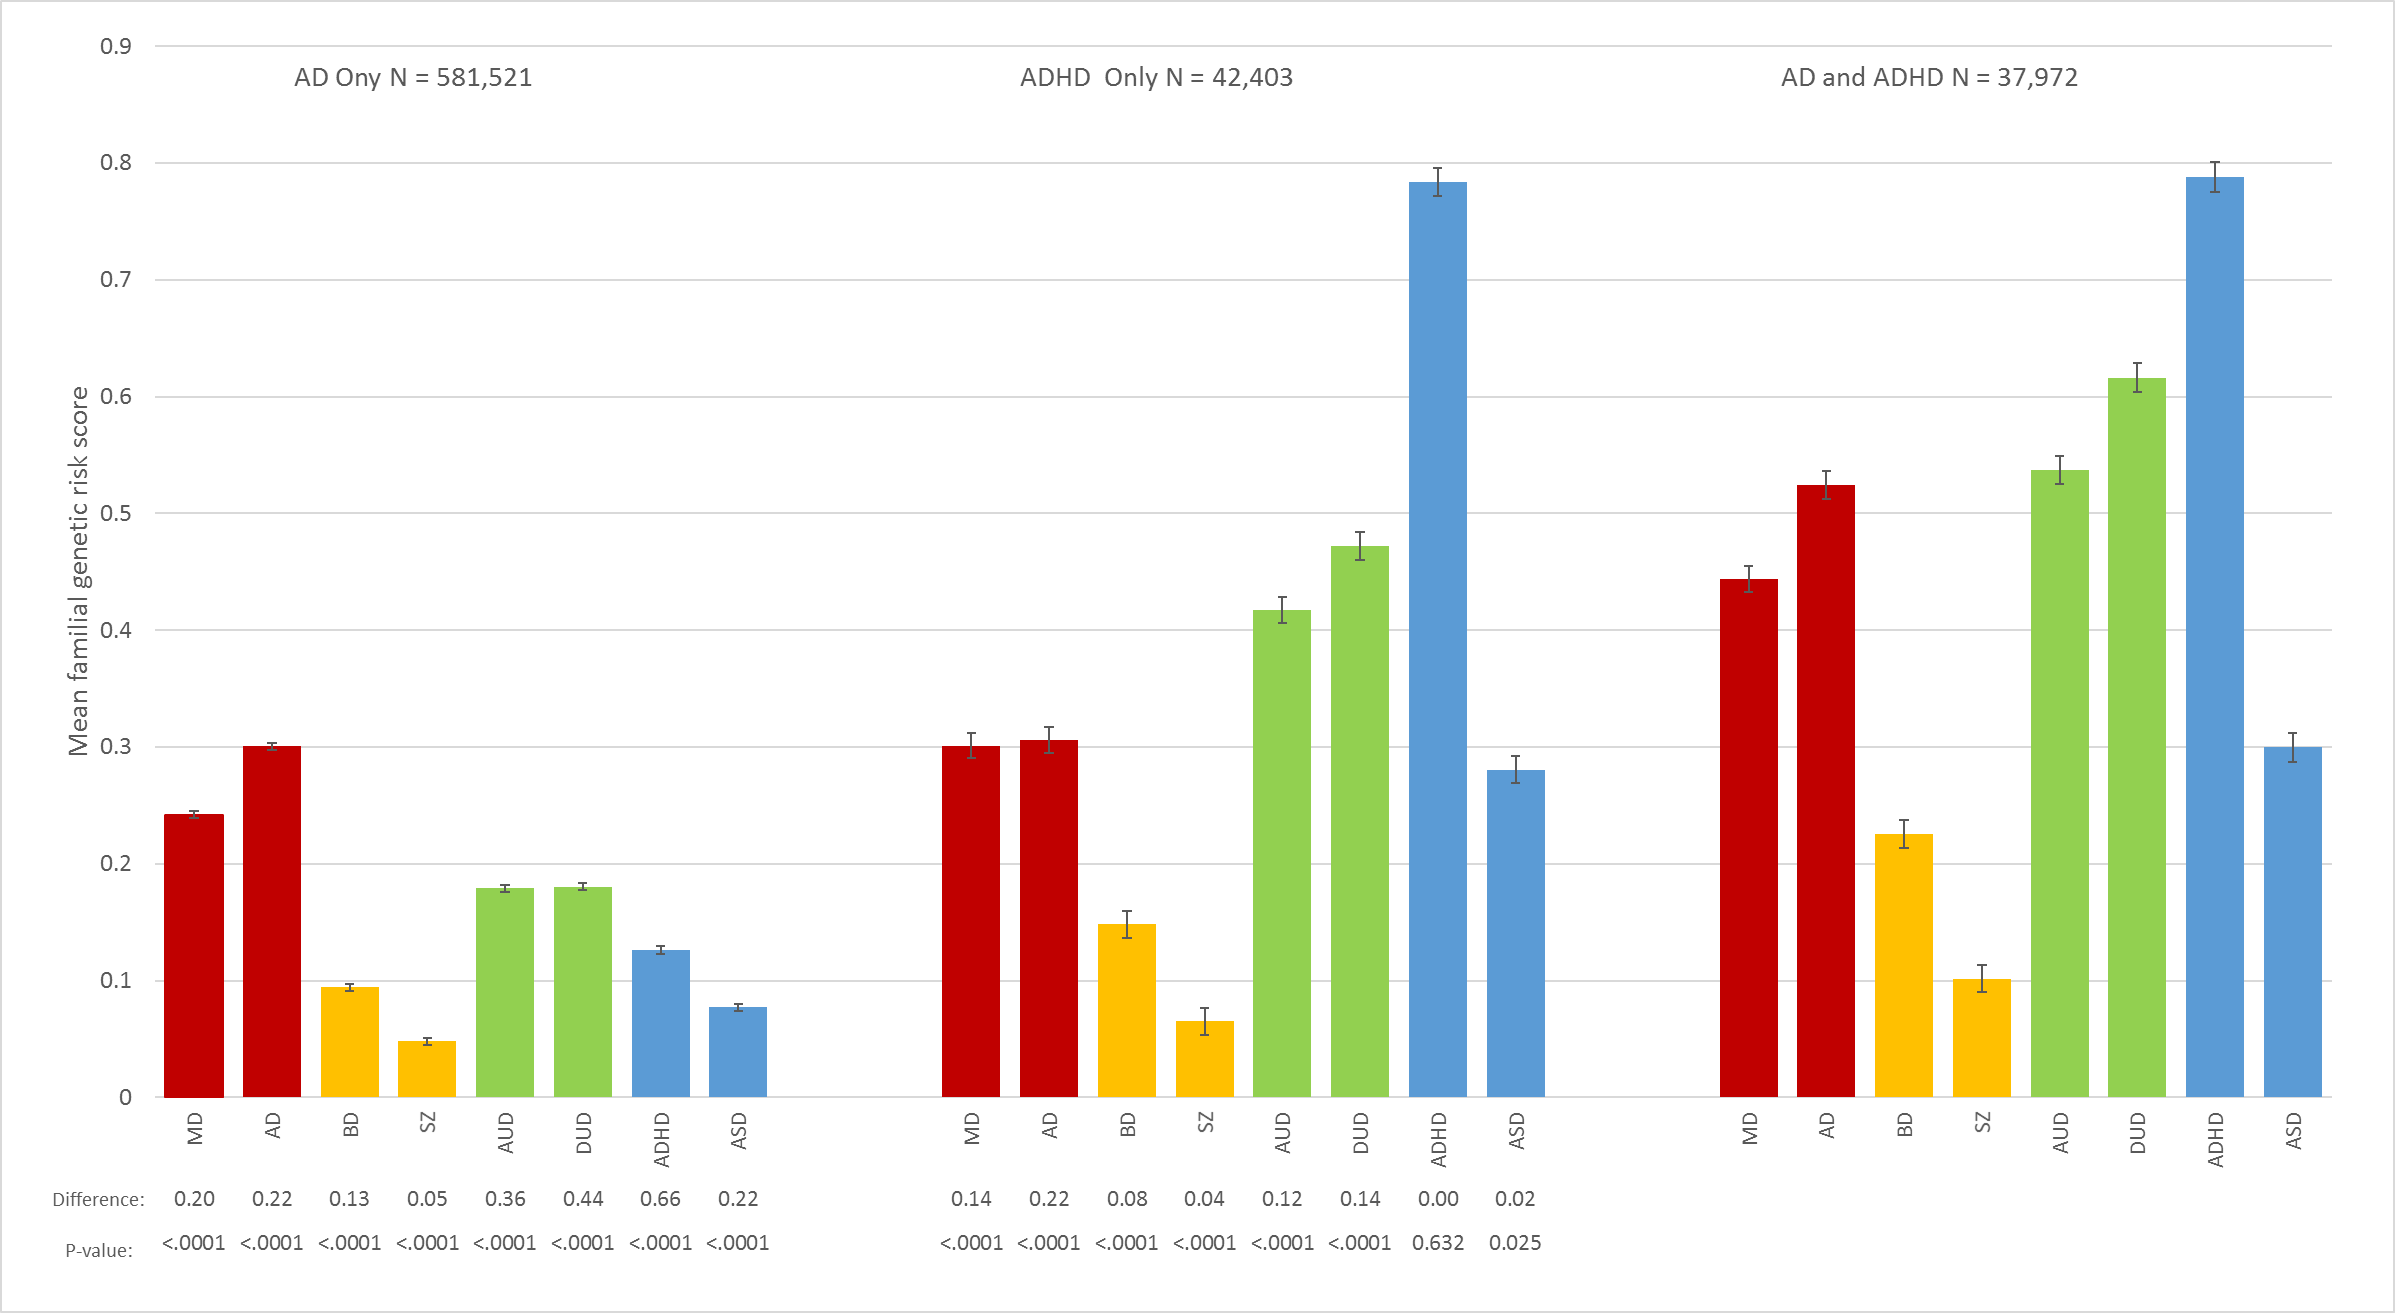 0.9
AD Ony N = 581,521 ADHD Only N = 42,403 AD and ADHD N = 37,972
0.8
0.7
0.6
0.5
0.4
0.3
0.2
0.1
0
Mean familial genetic risk score
MD AD BD SZ AUD DUD ADHD ASD MD AD BD SZ AUD DUD ADHD ASD MD AD BD SZ AUD DUD ADHD ASD
Difference: 0.20 0.22 0.13 0.05 0.36 0.44 0.66 0.22 0.14 0.22 0.08 0.04 0.12 0.14 0.00 0.02
P-value: <.0001 <.0001 <.0001 <.0001 <.0001 <.0001 <.0001 <.0001 <.0001 <.0001 <.0001 <.0001 <.0001 <.0001 0.632 0.025